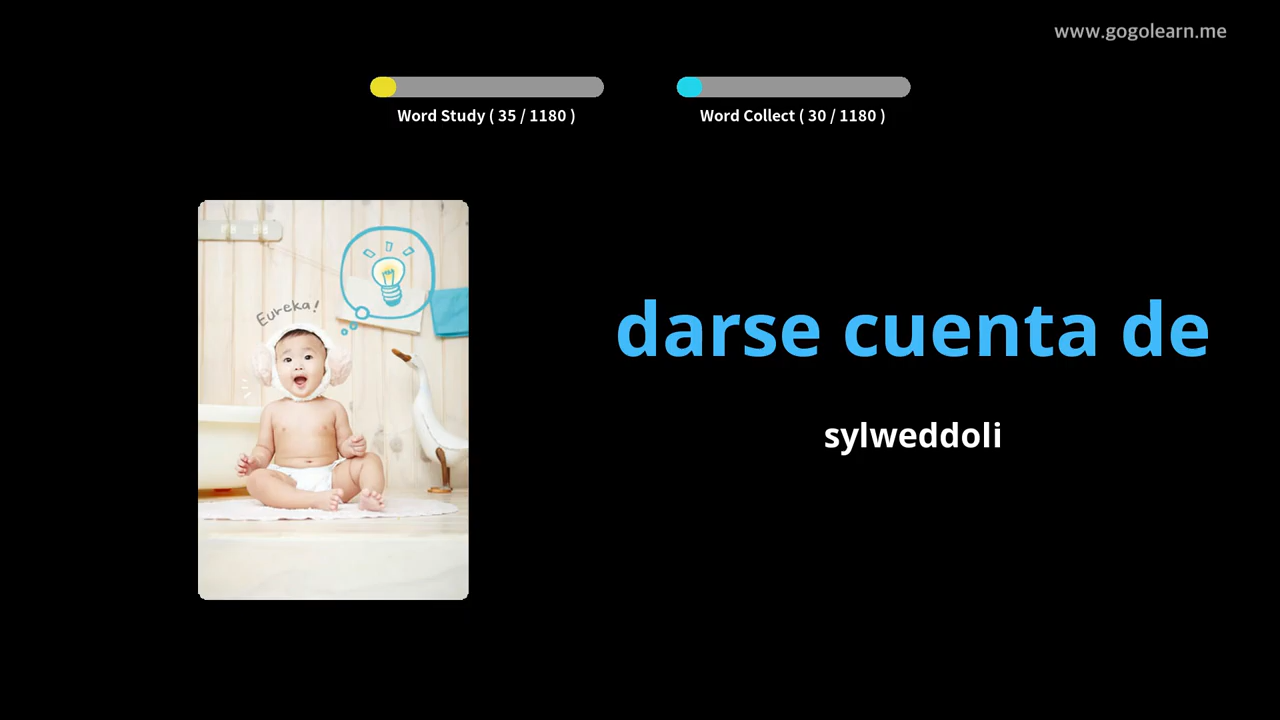 www.gogolearn.me
Word Study ( 35 / 1180 )
Word Collect ( 30 / 1180 )
Eureka!
darse cuenta de
sylweddoli